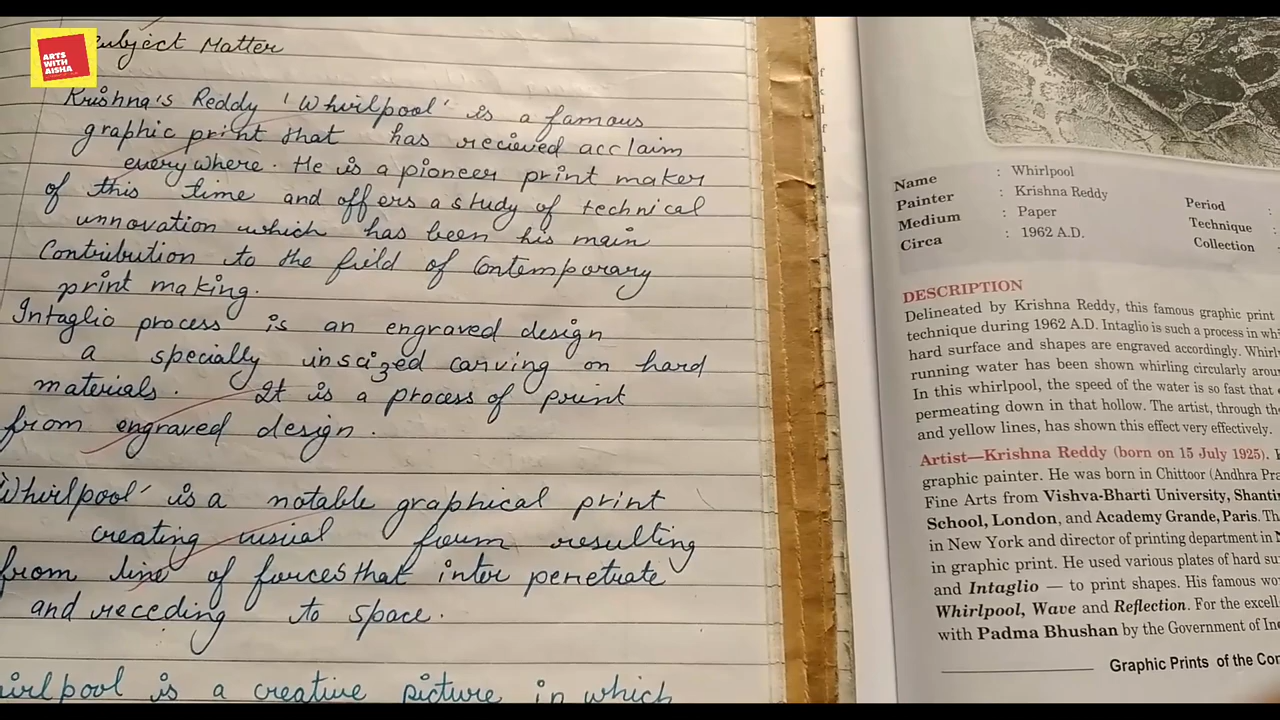 ARTS
WITH
AISHA
Subject Matter
Krishna's Reddy 'Whirlpool' is a famous
graphic print that has recieved acclaim
everywhere. He is a pioneer print maker
of this time and offers a study of technical
unnovation which has been his main
Contribution to the field of Contemporary
print making.
Intaglio process is an engraved design
a specially inscized carving on hard
materials. It is a process of print
from engraved design.
'Whirlpool' is a notable graphical print
creating visual form resulting
from line of forces that inter penetrate
and receding to space.
irlpool is a creative picture in which
Name : Whirlpool
Painter : Krishna Reddy
Medium : Paper
Circa : 1962 A.D.
Period :
Technique :
Collection
DESCRIPTION
Delineated by Krishna Reddy, this famous graphic print
technique during 1962 A.D. Intaglio is such a process in wh
hard surface and shapes are engraved accordingly. Whirl
running water has been shown whirling circularly arou
In this whirlpool, the speed of the water is so fast that
permeating down in that hollow. The artist, through th
and yellow lines, has shown this effect very effectively.
Artist—Krishna Reddy (born on 15 July 1925).
graphic painter. He was born in Chittoor (Andhra Pra
Fine Arts from Vishva-Bharti University, Shanti
School, London, and Academy Grande, Paris. Th
in New York and director of printing department in N
in graphic print. He used various plates of hard su
and Intaglio — to print shapes. His famous wo
Whirlpool, Wave and Reflection. For the excell
with Padma Bhushan by the Government of In
Graphic Prints of the Con